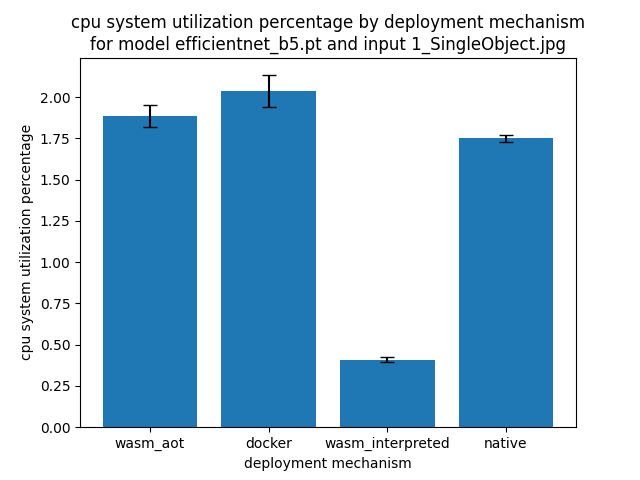 cpu system utilization percentage by deployment mechanism
for model efficientnet_b5.pt and input 1_SingleObject.jpg
cpu system utilization percentage
2.00
1.75
1.50
1.25
1.00
0.75
0.50
0.25
0.00
wasm_aot docker wasm_interpreted native
deployment mechanism